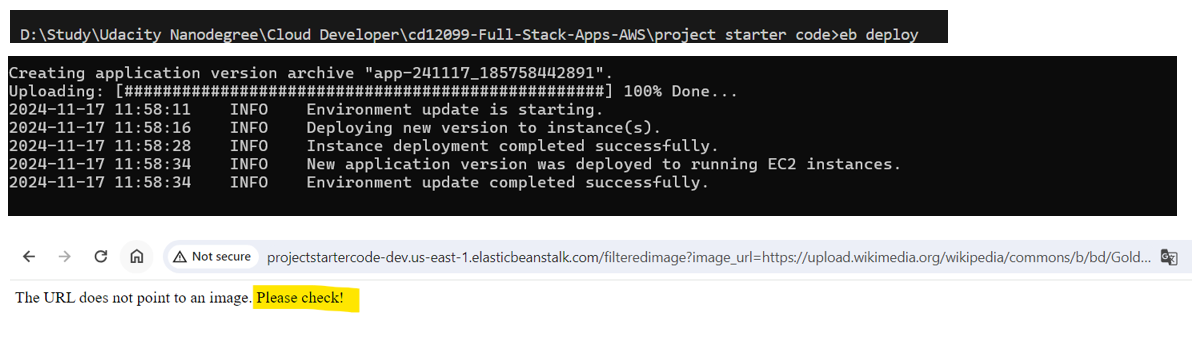 D:\Study\Udacity Nanodegree\Cloud Developer\cd12099-Full-Stack-Apps-AWS\project starter code>eb deploy
Creating application version archive "app-241117_185758442891".
Uploading: [##################################################] 100% Done...
2024-11-17 11:58:11    INFO    Environment update is starting.
2024-11-17 11:58:16    INFO    Deploying new version to instance(s).
2024-11-17 11:58:28    INFO    Instance deployment completed successfully.
2024-11-17 11:58:34    INFO    New application version was deployed to running EC2 instances.
2024-11-17 11:58:34    INFO    Environment update completed successfully.
Not secure projectstartercode-dev.us-east-1.elasticbeanstalk.com/filteredimage?image_url=https://upload.wikimedia.org/wikipedia/commons/b/bd/Gold...
The URL does not point to an image. Please check!